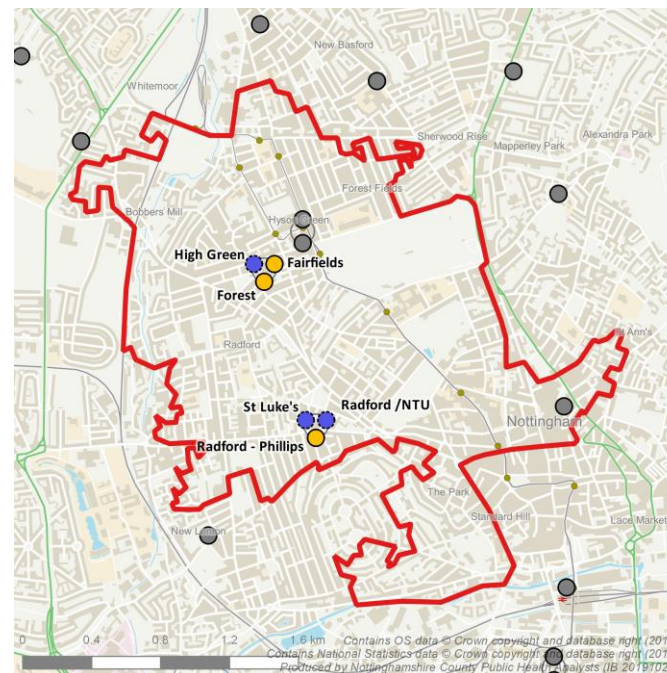 New Basford
Whitemoor
Sherwood Rise
Mapperley Park
Alexandra Park
Forest Fields
Bobbers Mill
Hyson Green
High Green
Fairfields
Forest
Radford
St Ann's
St Luke's
Radford /NTU
Nottingham
Radford - Phillips
The Park
Standard Hill
Lace Market
New Lenton
0 0.4 0.8 1.2 1.6 km
Contains OS data © Crown copyright and database right (201
Contains National Statistics data © Crown copyright and database right (201
Produced by Nottinghamshire County Public Health Analysts (IB 2019102